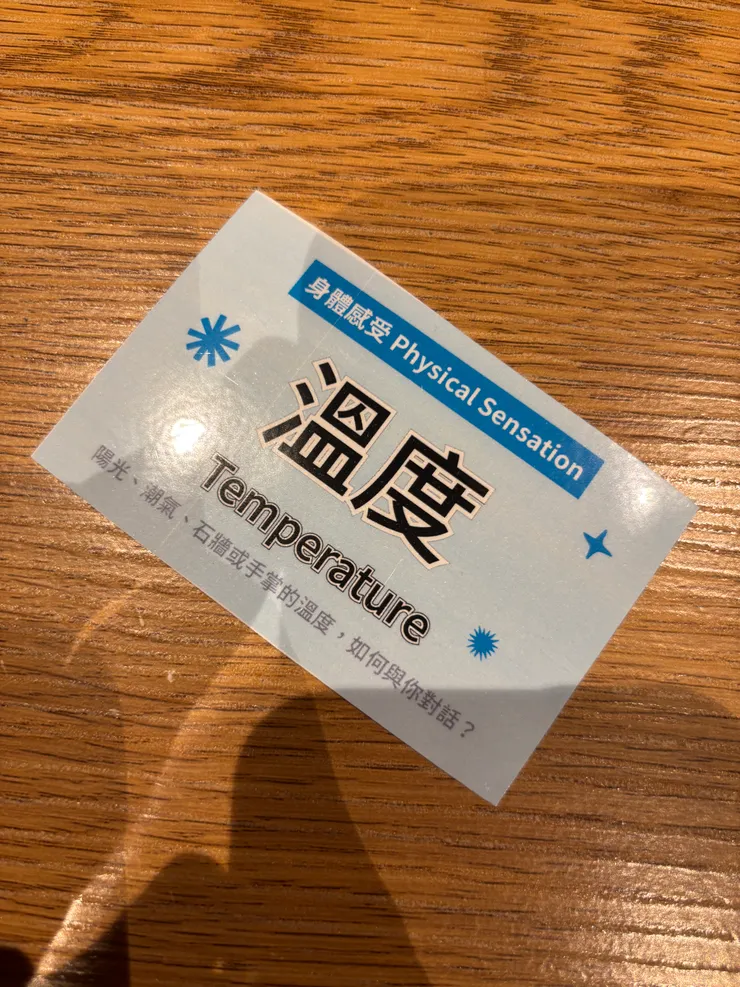 身體感受 Physical Sensation
溫度
Temperature
陽光、潮氣、石牆或手掌的溫度，如何與你對話？